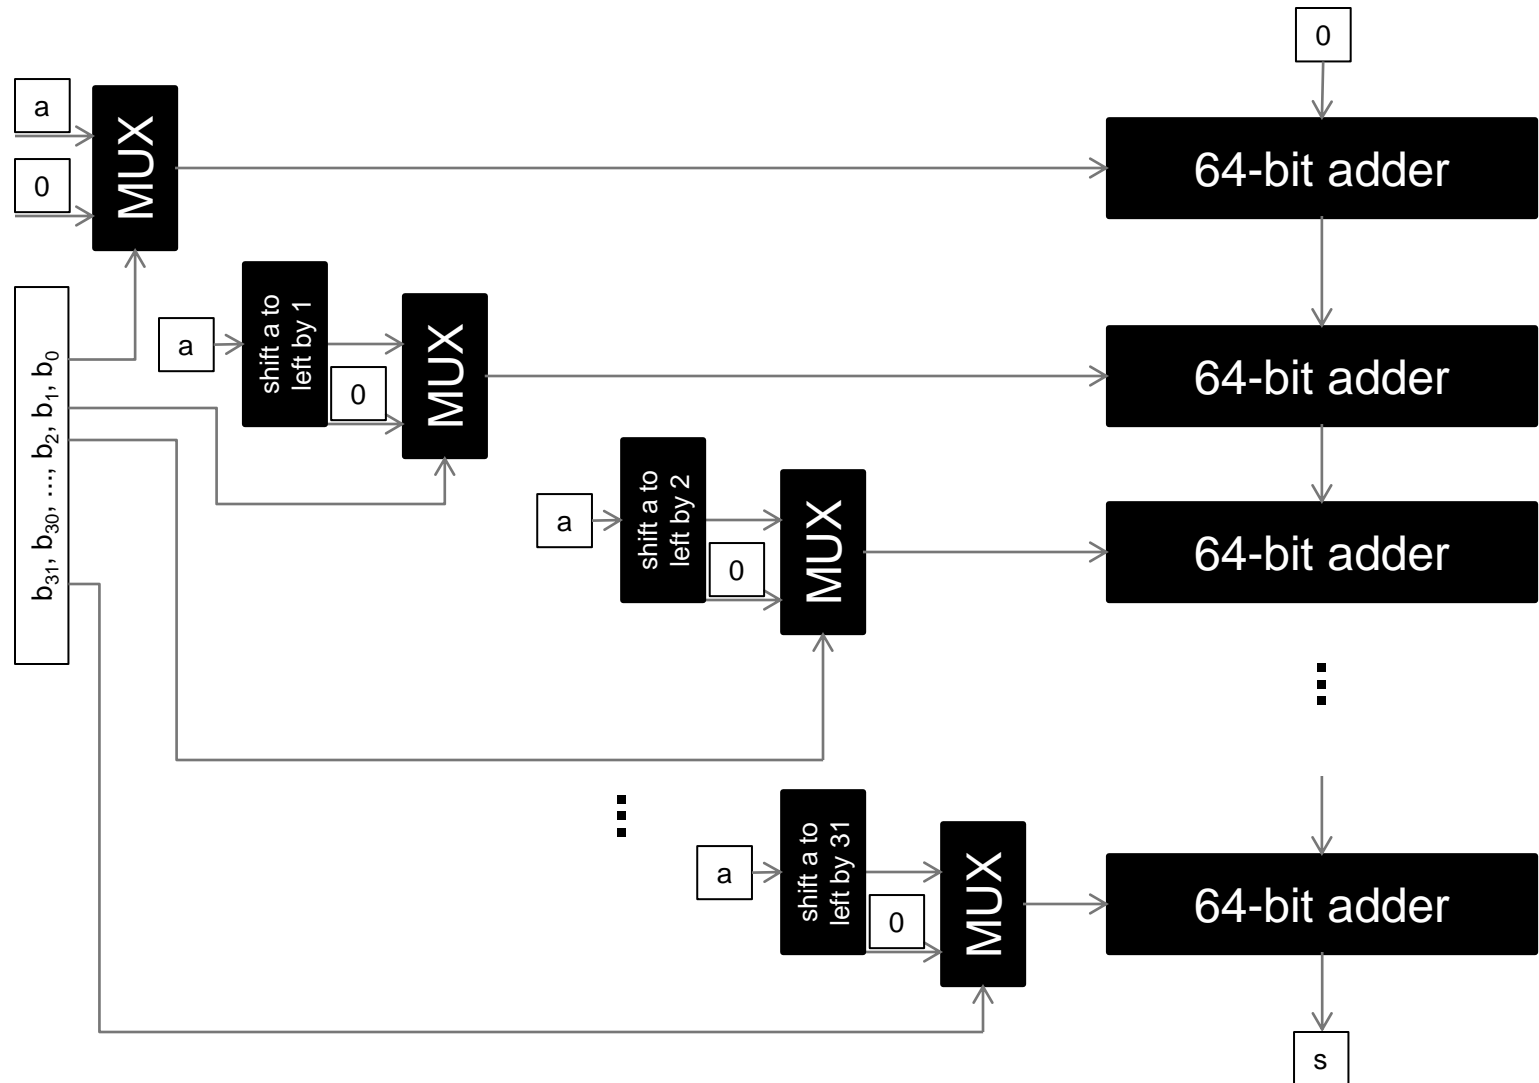 0
a
MUX
64-bit adder
0
shift a to
left by 1
MUX
a
64-bit adder
0
b₃₁, b₃₀, ..., b₂, b₁, b₀
shift a to
left by 2
MUX
a
64-bit adder
0
⋮
⋮
shift a to
left by 31
MUX
a
64-bit adder
0
s